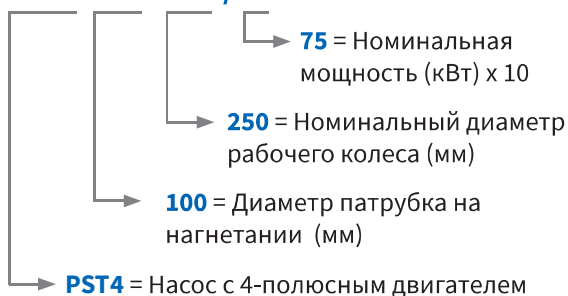 75 = Номинальная
мощность (кВт) x 10
250 = Номинальный диаметр
рабочего колеса (мм)
100 = Диаметр патрубка на
нагнетании (мм)
PST4 = Насос с 4-полюсным двигателем